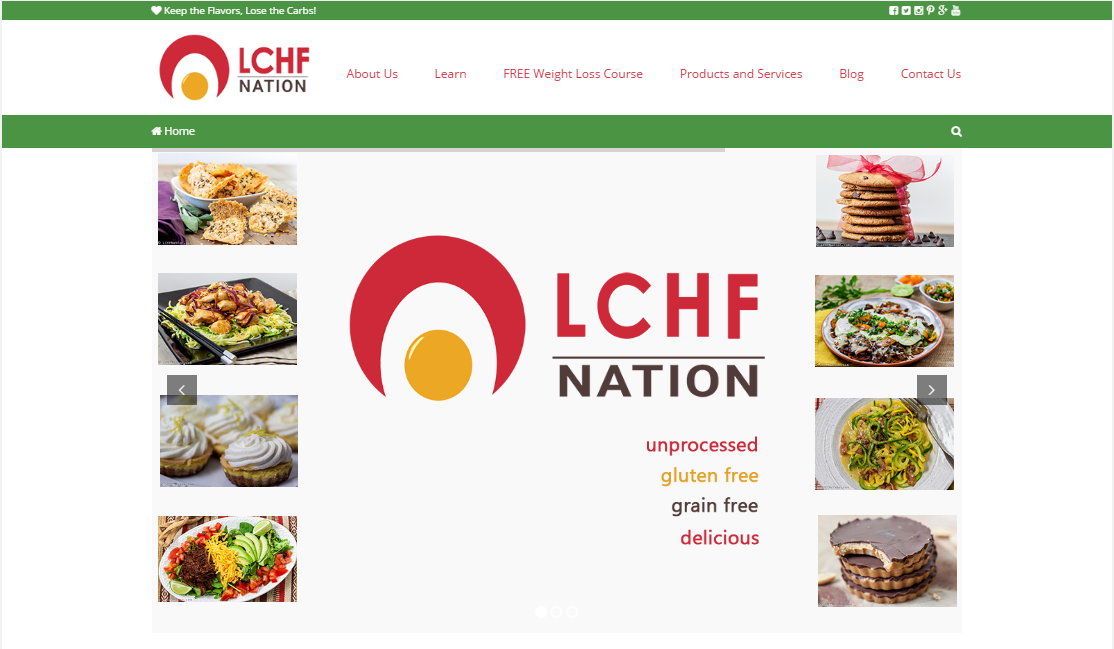 Keep the Flavors, Lose the Carbs!
LCHF
NATION
About Us Learn FREE Weight Loss Course Products and Services Blog Contact Us
Home
LCHF
NATION
unprocessed
gluten free
grain free
delicious